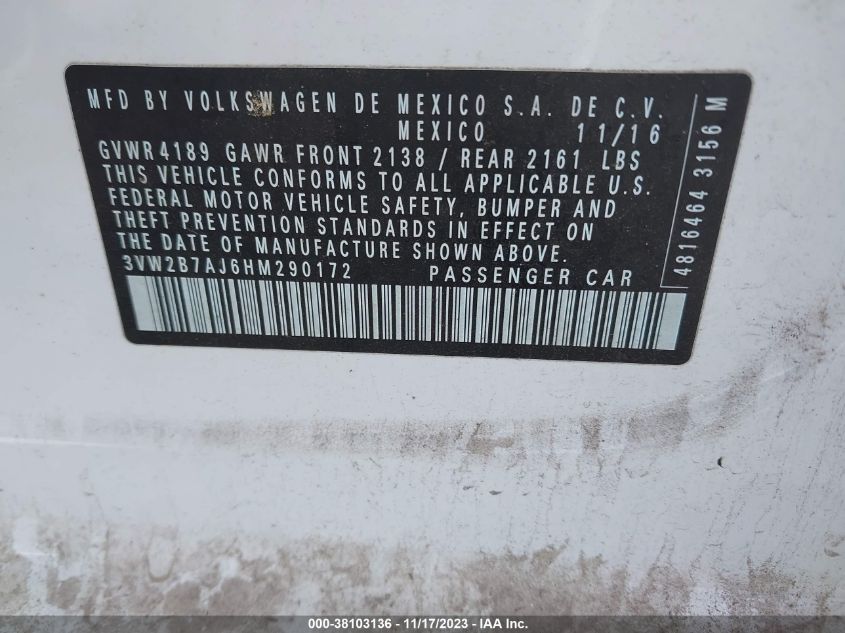 MFD BY VOLKSWAGEN DE MEXICO S.A. DE C.V.
MEXICO 11/16
GVWR 4189 GAWR FRONT 2138 / REAR 2161 LBS
THIS VEHICLE CONFORMS TO ALL APPLICABLE U.S.
FEDERAL MOTOR VEHICLE SAFETY, BUMPER AND
THEFT PREVENTION STANDARDS IN EFFECT ON
THE DATE OF MANUFACTURE SHOWN ABOVE.
3VW2B7AJ6HM290172 PASSENGER CAR
4816464 3156 M
000-38103136 - 11/17/2023 - IAA Inc.